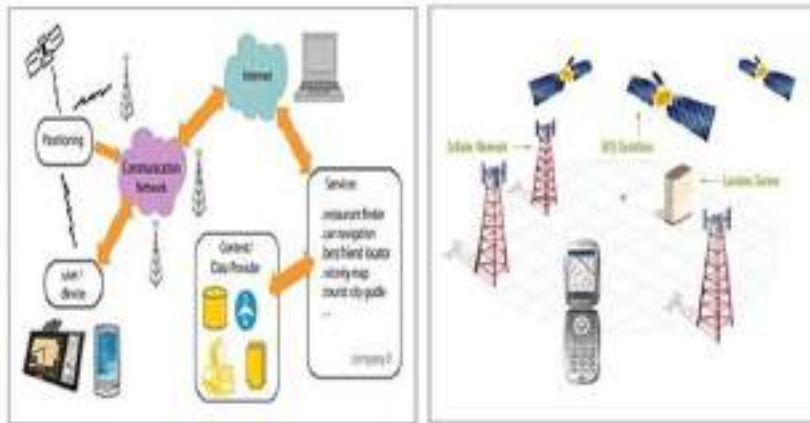 Internet
Positioning
Communication
Network
Services
.restaurant finder
.car navigation
.best friend locator
.vicinity map
.tourist city guide
...
Content/
Data Provider
user /
device
company
Cellular Network
GPS Satellites
Location Server